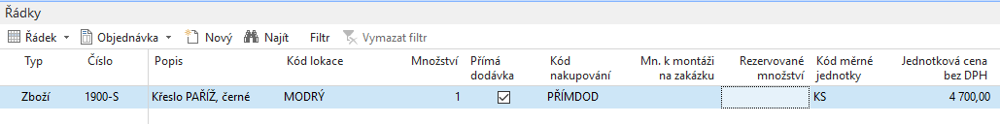 Řádky
Řádek Objednávka Nový Najít Filtr Vymazat filtr
Typ Číslo Popis Kód lokace Množství Přímá dodávka Kód nakupování Mn. k montáži na zakázku Rezervované množství Kód měrné jednotky Jednotková cena bez DPH
Zboží 1900-S Křeslo PAŘÍŽ, černé MODRÝ 1 PŘÍMDOD KS 4 700,00